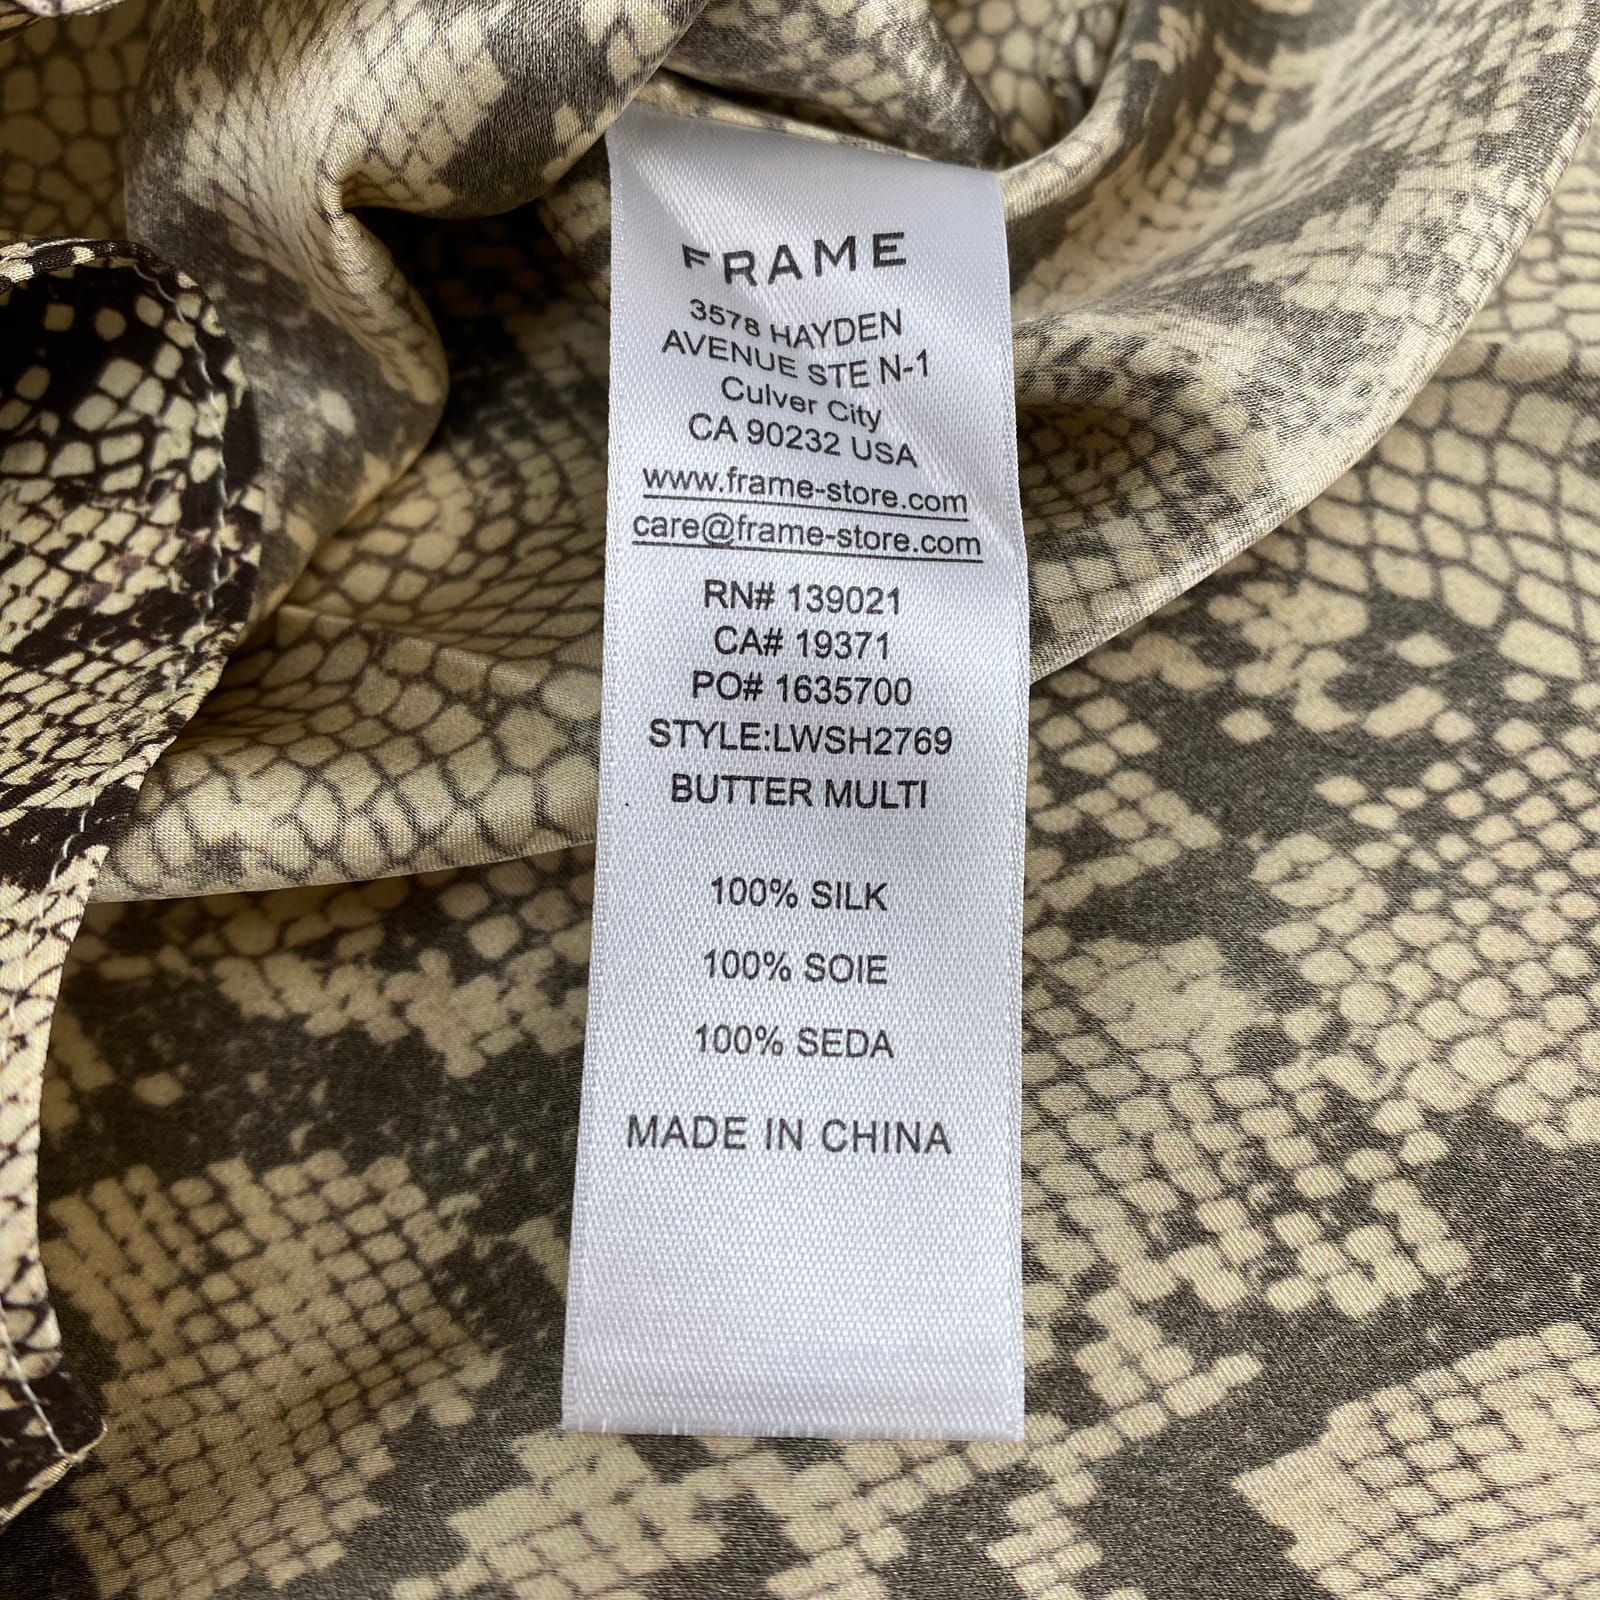 FRAME
3578 HAYDEN
AVENUE STE N-1
Culver City
CA 90232 USA
www.frame-store.com
care@frame-store.com
RN# 139021
CA# 19371
PO# 1635700
STYLE:LWSH2769
BUTTER MULTI
100% SILK
100% SOIE
100% SEDA
MADE IN CHINA